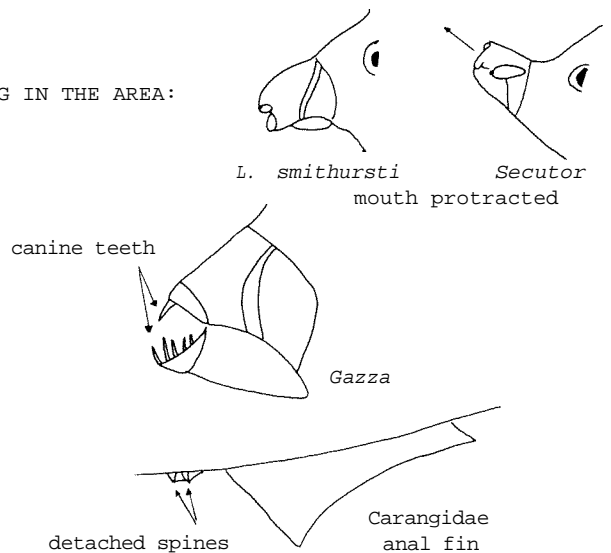 G IN THE AREA:
L. smithursti Secutor
mouth protracted
canine teeth
Gazza
detached spines
Carangidae
anal fin